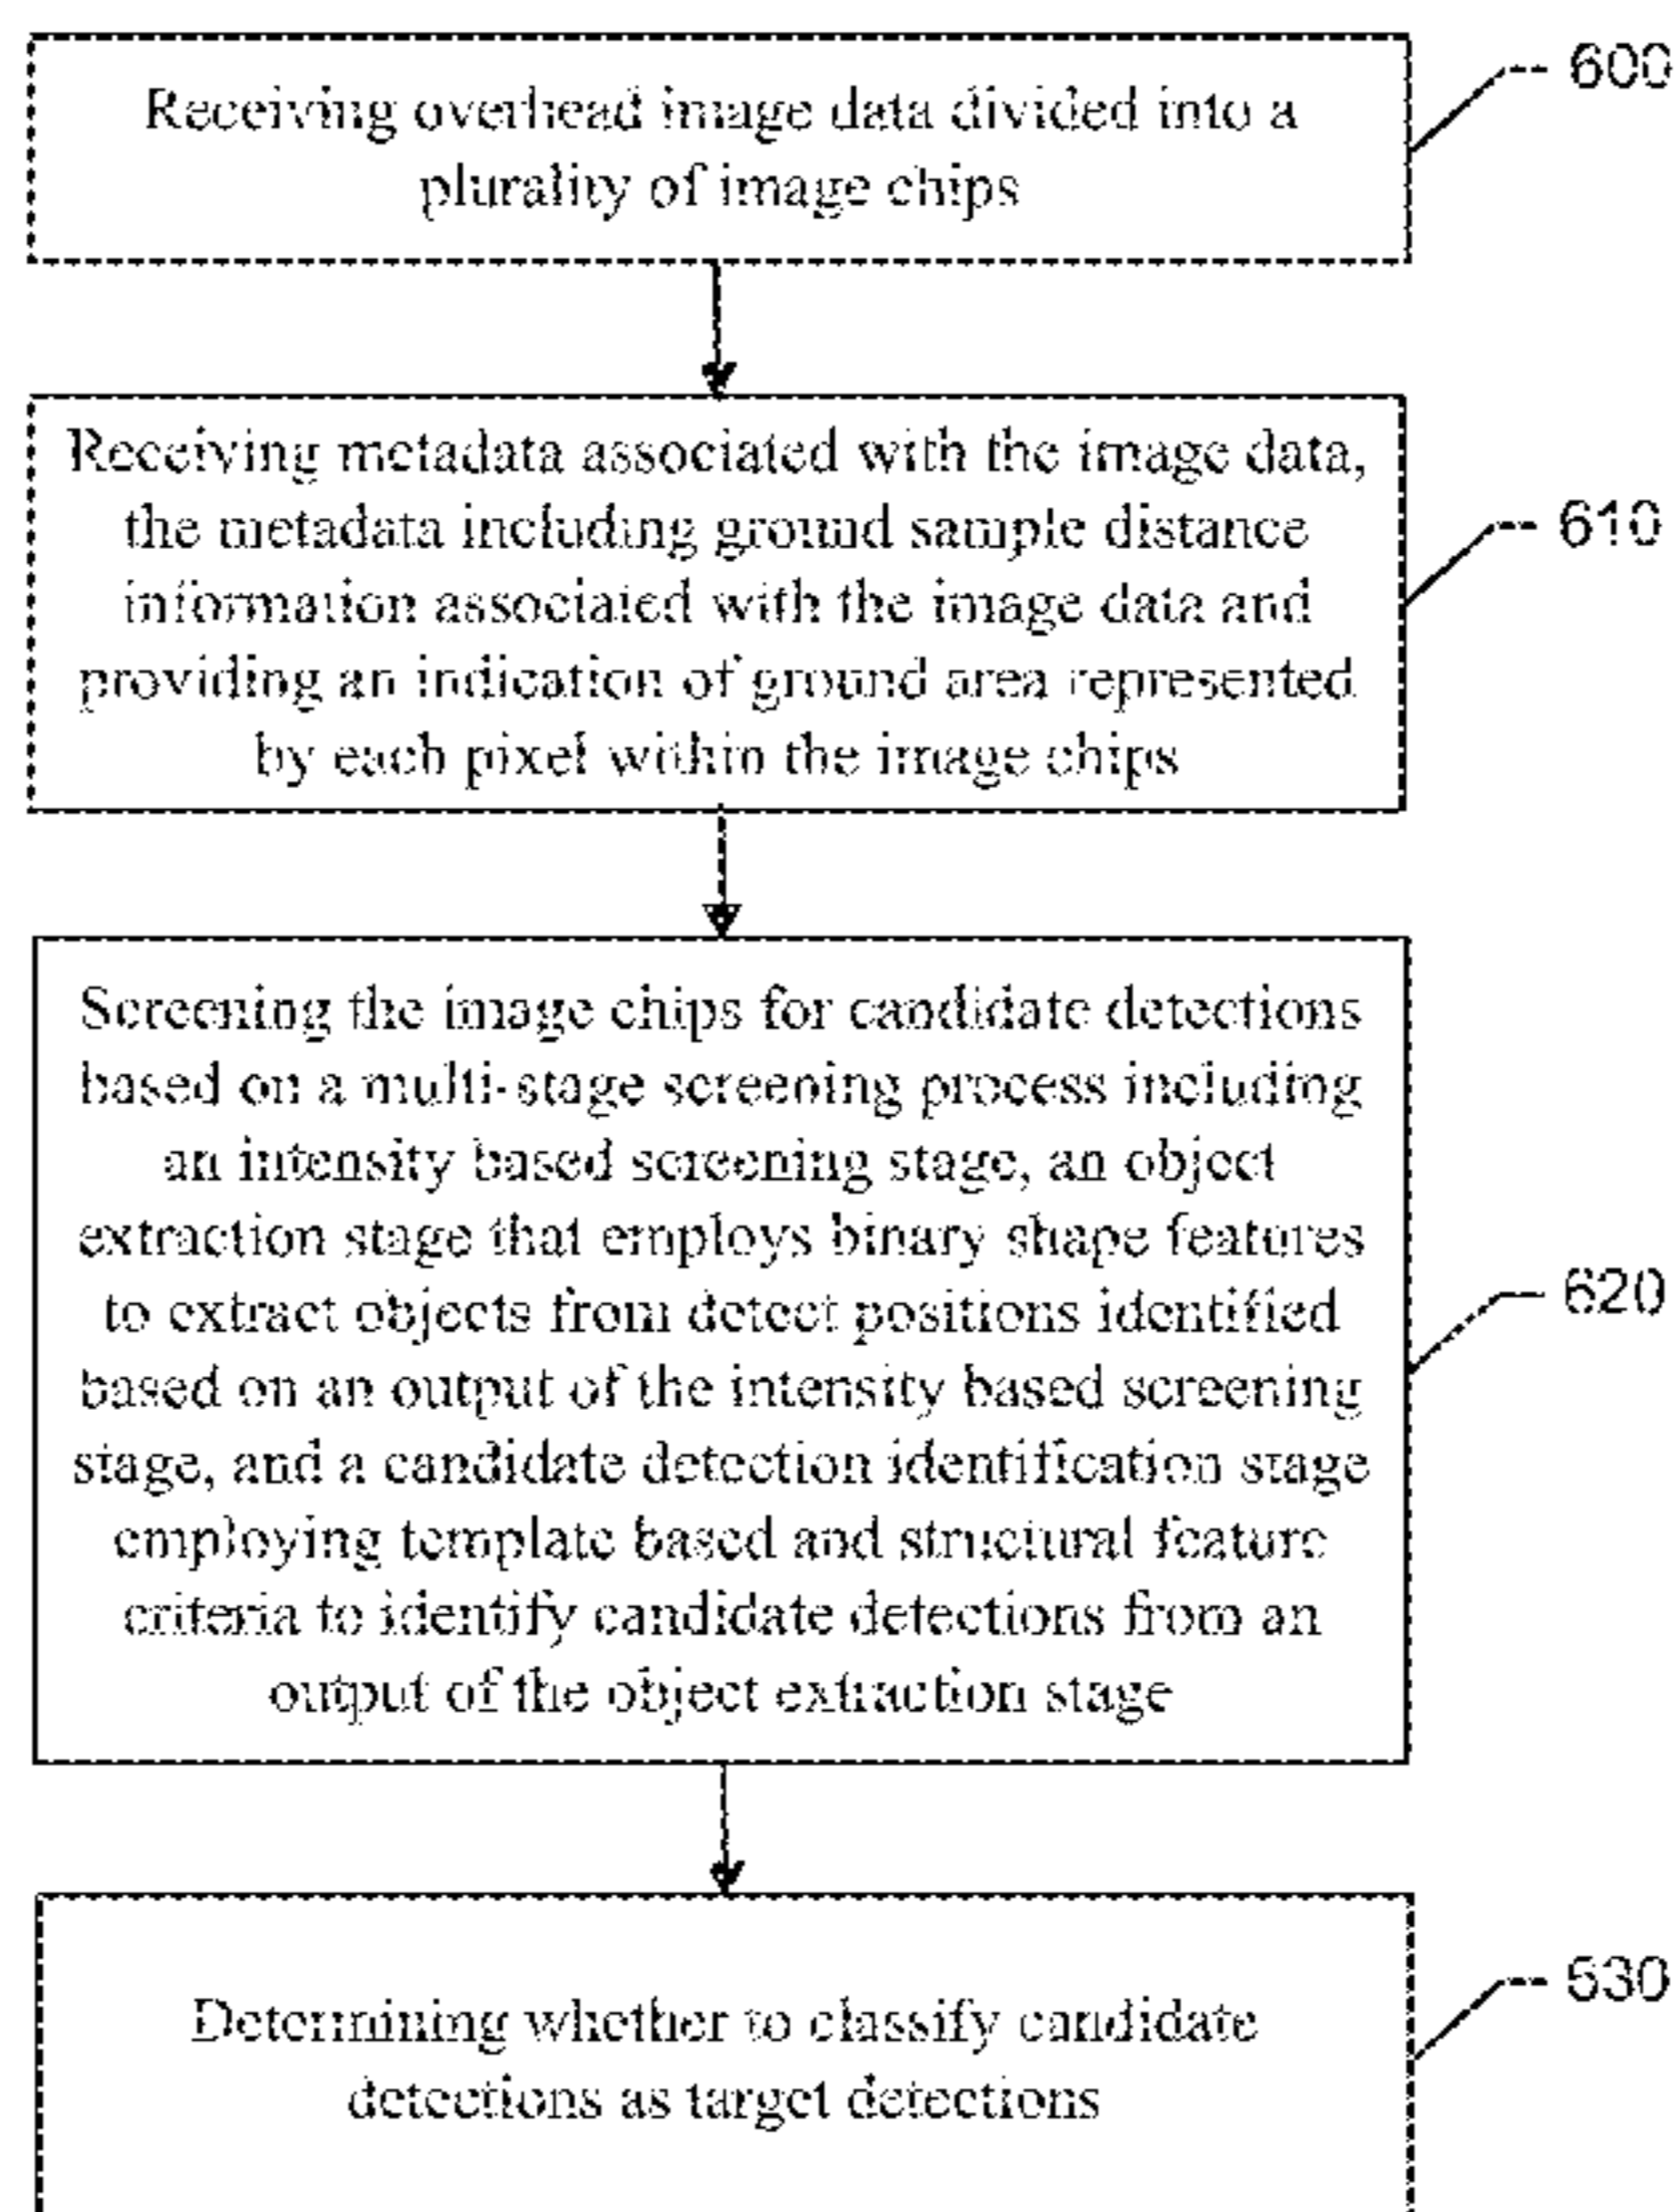 Receiving overhead image data divided into a
plurality of image chips
600
Receiving metadata associated with the image data,
the metadata including ground sample distance
information associated with the image data and
providing an indication of ground area represented
by each pixel within the image chips
610
Screening the image chips for candidate detections
based on a multi-stage screening process including
an intensity based screening stage, an object
extraction stage that employs binary shape features
to extract objects from detect positions identified
based on an output of the intensity based screening
stage, and a candidate detection identification stage
employing template based and structural feature
criteria to identify candidate detections from an
output of the object extraction stage
620
Determining whether to classify candidate
detections as target detections
630